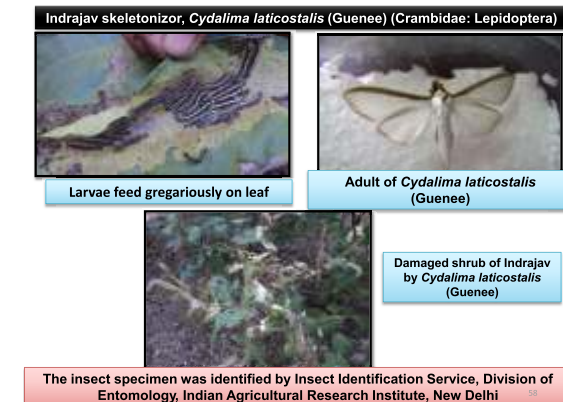 Indrajav skeletonizor, Cydalima laticostalis (Guenee) (Crambidae: Lepidoptera)
Larvae feed gregariously on leaf
Adult of Cydalima laticostalis
(Guenee)
Damaged shrub of Indrajav
by Cydalima laticostalis
(Guenee)
The insect specimen was identified by Insect Identification Service, Division of
Entomology, Indian Agricultural Research Institute, New Delhi
58